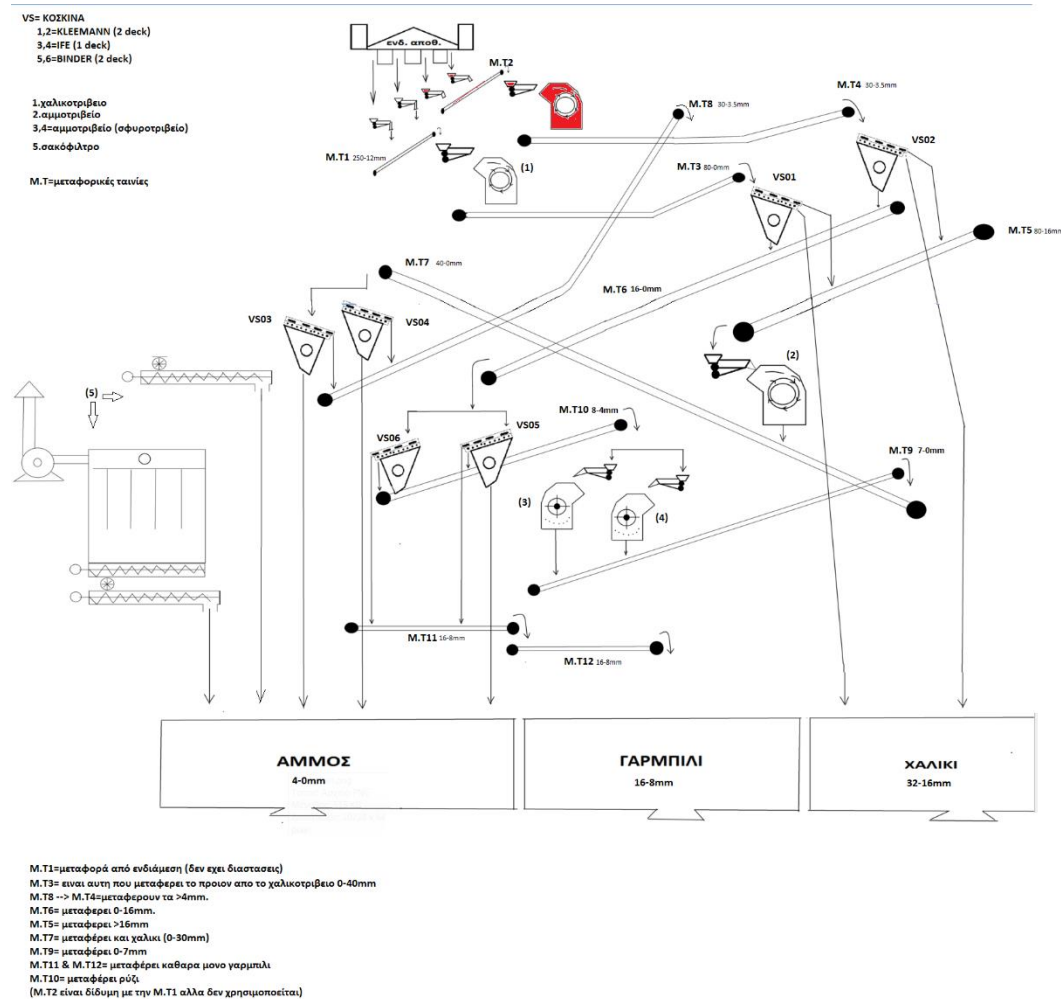 VS= ΚΟΣΚΙΝΑ
1,2=KLEEMANN (2 deck)
3,4=IFE (1 deck)
5,6=BINDER (2 deck)
1.χαλικοτριβειο
2.αμμοτριβείο
3,4=αμμοτριβείο (σφυροτριβείο)
5.σακόφιλτρο
Μ.Τ=μεταφορικές ταινίες
ενδ. αποθ.
Μ.Τ2
Μ.Τ1 250-12mm
(1)
Μ.Τ8 30-3.5mm
Μ.Τ4 30-3.5mm
VS02
Μ.Τ3 80-0mm
VS01
Μ.Τ5 80-16mm
Μ.Τ7 40-0mm
Μ.Τ6 16-0mm
VS03
VS04
(2)
(5)
Μ.Τ10 8-4mm
VS06
VS05
Μ.Τ9 7-0mm
(3)
(4)
Μ.Τ11 16-8mm
Μ.Τ12 16-8mm
ΑΜΜΟΣ
4-0mm
ΓΑΡΜΠΙΛΙ
16-8mm
ΧΑΛΙΚΙ
32-16mm
Μ.Τ1=μεταφορά από ενδιάμεση (δεν εχει διαστασεις)
Μ.Τ3= ειναι αυτη που μεταφερει το προιον απο το χαλικοτριβειο 0-40mm
Μ.Τ8 --> Μ.Τ4=μεταφερουν τα >4mm.
Μ.Τ6= μεταφερει 0-16mm.
Μ.Τ5= μεταφερει >16mm
Μ.Τ7= μεταφέρει και χαλικι (0-30mm)
Μ.Τ9= μεταφέρει 0-7mm
Μ.Τ11 & Μ.Τ12= μεταφέρει καθαρα μονο γαρμπιλι
Μ.Τ10= μεταφέρει ρύζι
(Μ.Τ2 είναι δίδυμη με την Μ.Τ1 αλλα δεν χρησιμοποείται)